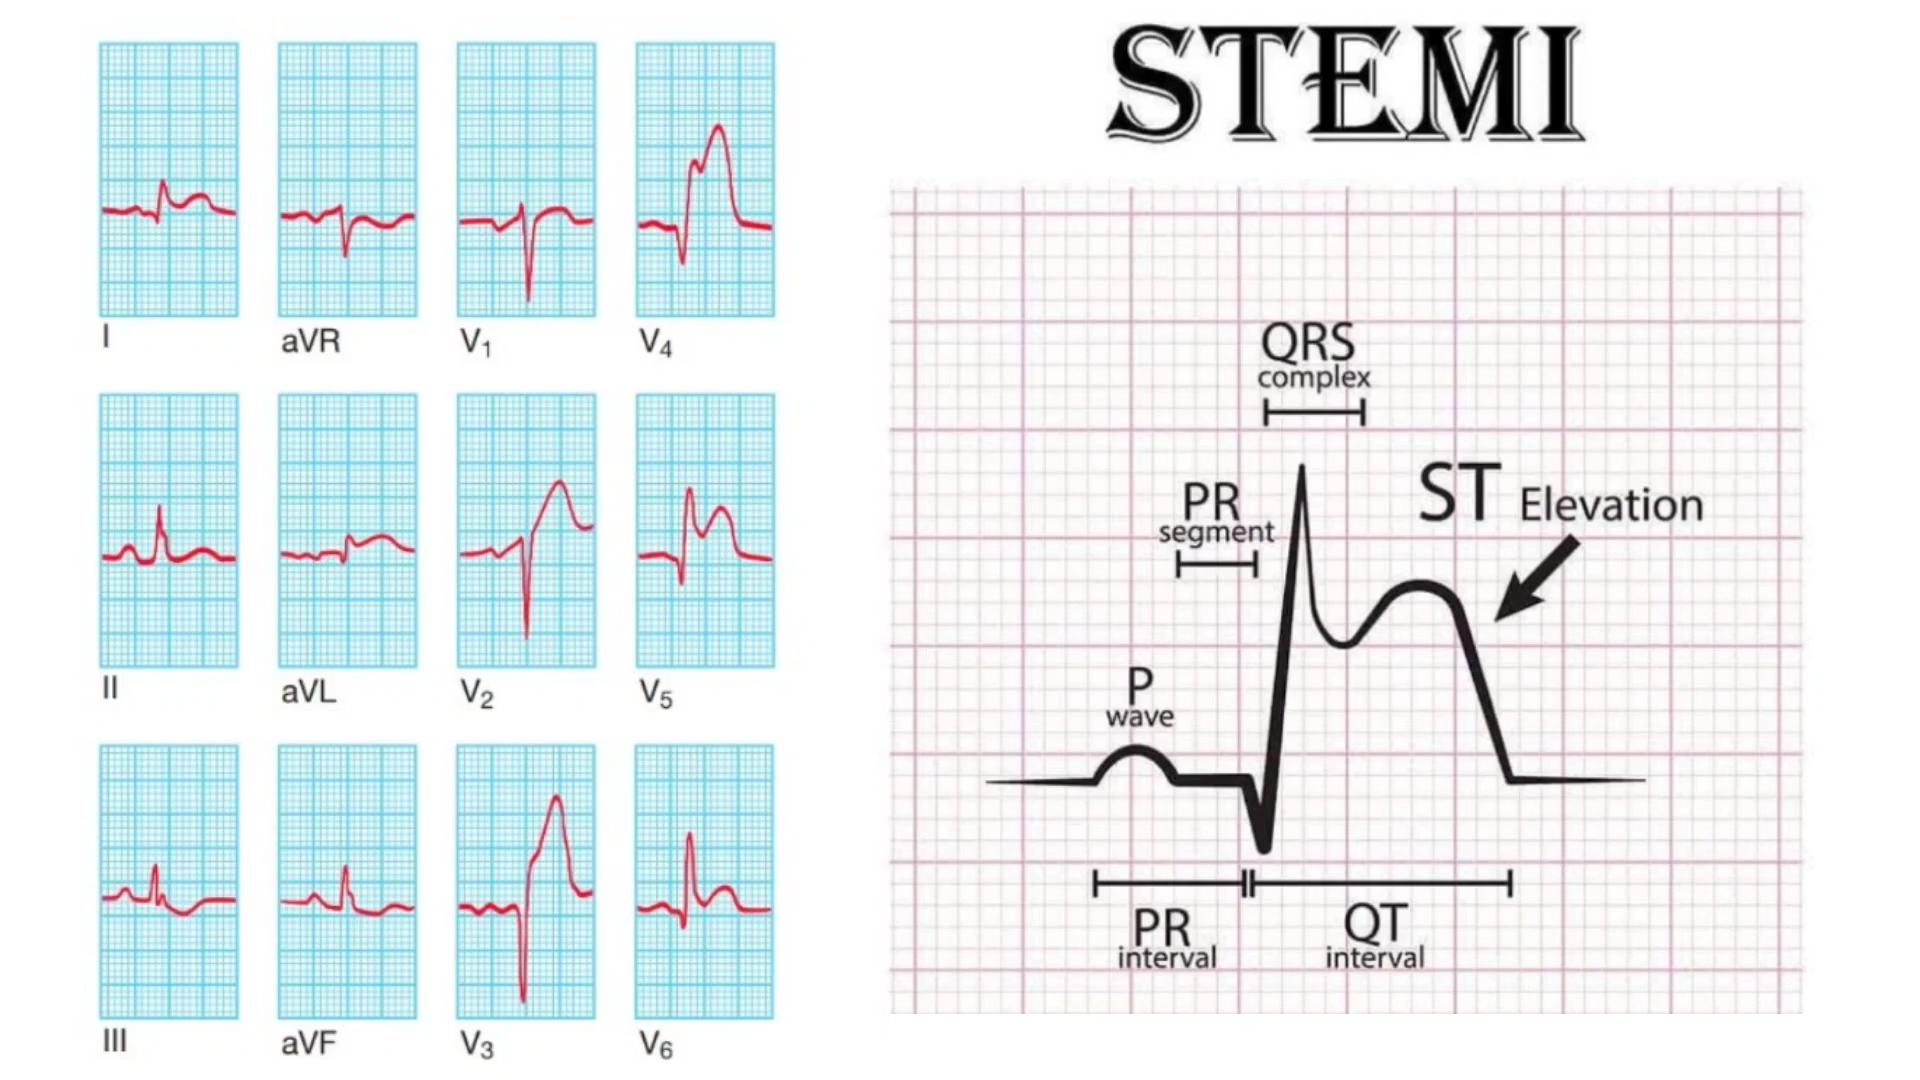 STEMI
I
aVR
V₁
V₄
II
aVL
V₂
V₅
III
aVF
V₃
V₆
QRS
complex
PR
segment
ST Elevation
P
wave
PR
interval
QT
interval